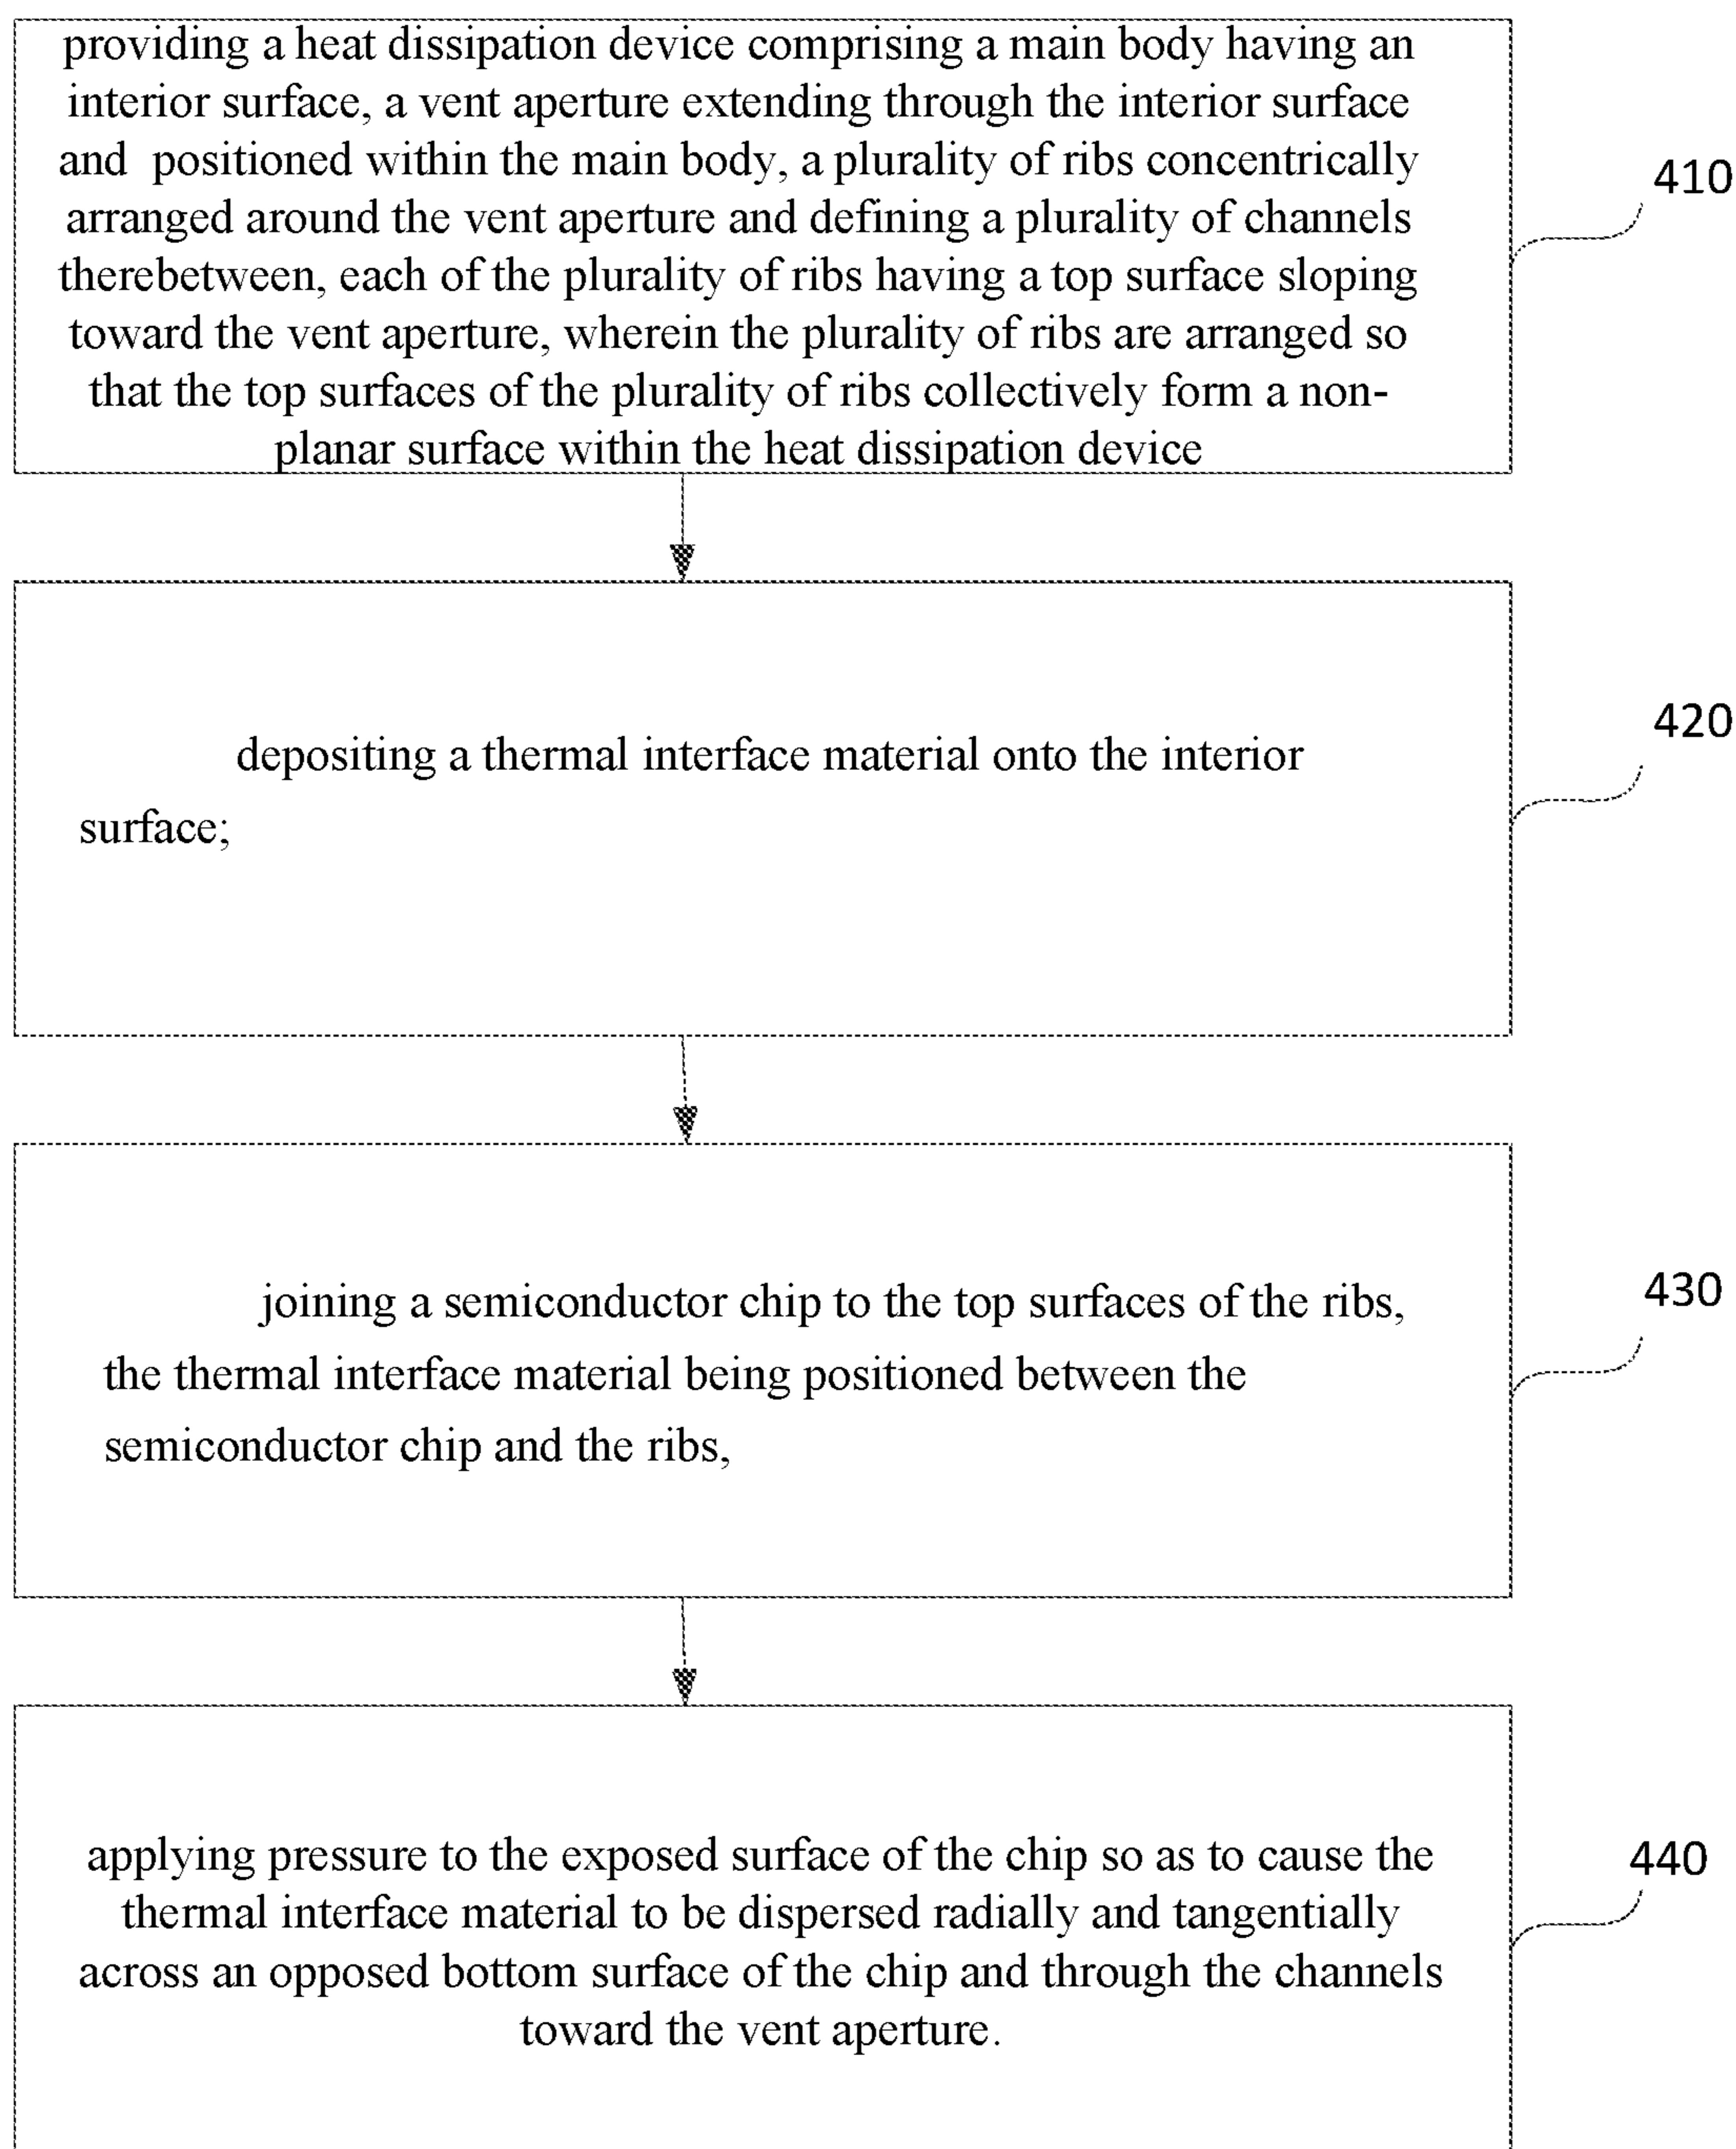 providing a heat dissipation device comprising a main body having an
interior surface, a vent aperture extending through the interior surface
and positioned within the main body, a plurality of ribs concentrically
410
arranged around the vent aperture and defining a plurality of channels
therebetween, each of the plurality of ribs having a top surface sloping
toward the vent aperture, wherein the plurality of ribs are arranged so
that the top surfaces of the plurality of ribs collectively form a non-
planar surface within the heat dissipation device
420
depositing a thermal interface material onto the interior
surface;
430
joining a semiconductor chip to the top surfaces of the ribs,
the thermal interface material being positioned between the
semiconductor chip and the ribs,
440
applying pressure to the exposed surface of the chip so as to cause the
thermal interface material to be dispersed radially and tangentially
across an opposed bottom surface of the chip and through the channels
toward the vent aperture.